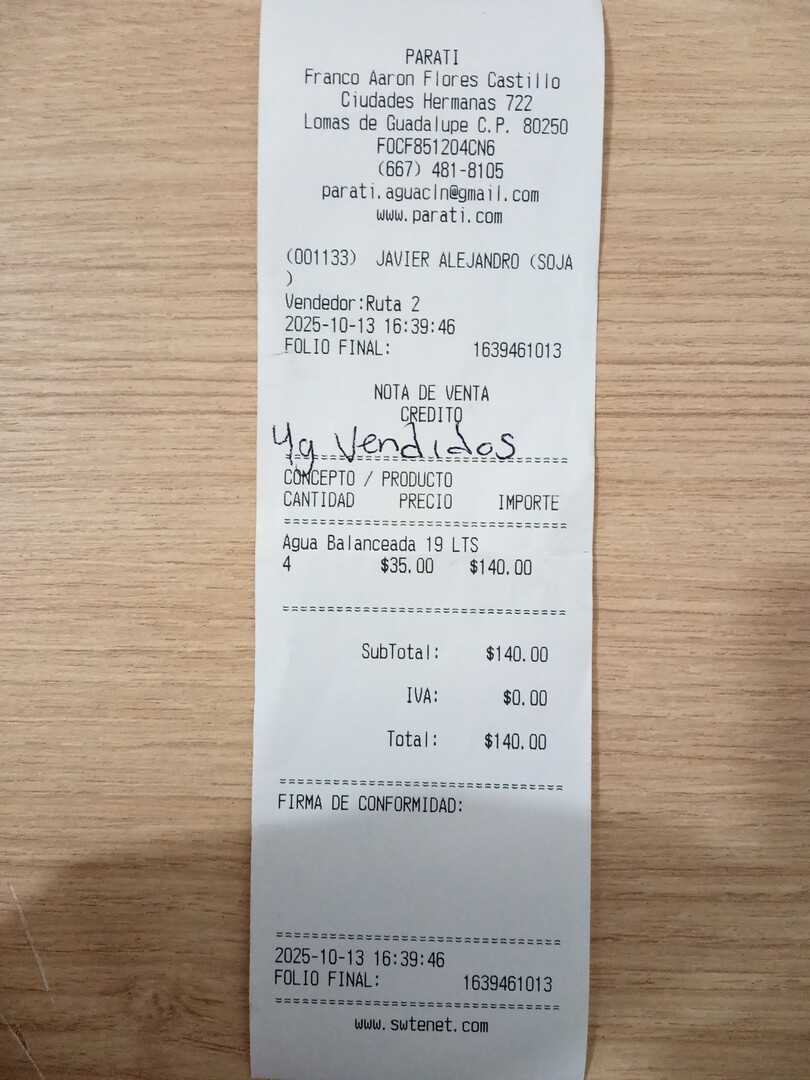 PARATI
Franco Aaron Flores Castillo
Ciudades Hermanas 722
Lomas de Guadalupe C.P. 80250
FOCF851204CN6
(667) 481-8105
parati.aguacln@gmail.com
www.parati.com
(001133) JAVIER ALEJANDRO (SOJA
)
Vendedor:Ruta 2
2025-10-13 16:39:46
FOLIO FINAL: 1639461013
NOTA DE VENTA
CREDITO
4g Vendidos
================================
CONCEPTO / PRODUCTO
CANTIDAD PRECIO IMPORTE
================================
Agua Balanceada 19 LTS
4 $35.00 $140.00
================================
SubTotal: $140.00
IVA: $0.00
Total: $140.00
================================
FIRMA DE CONFORMIDAD:
================================
2025-10-13 16:39:46
FOLIO FINAL: 1639461013
================================
www.swtenet.com